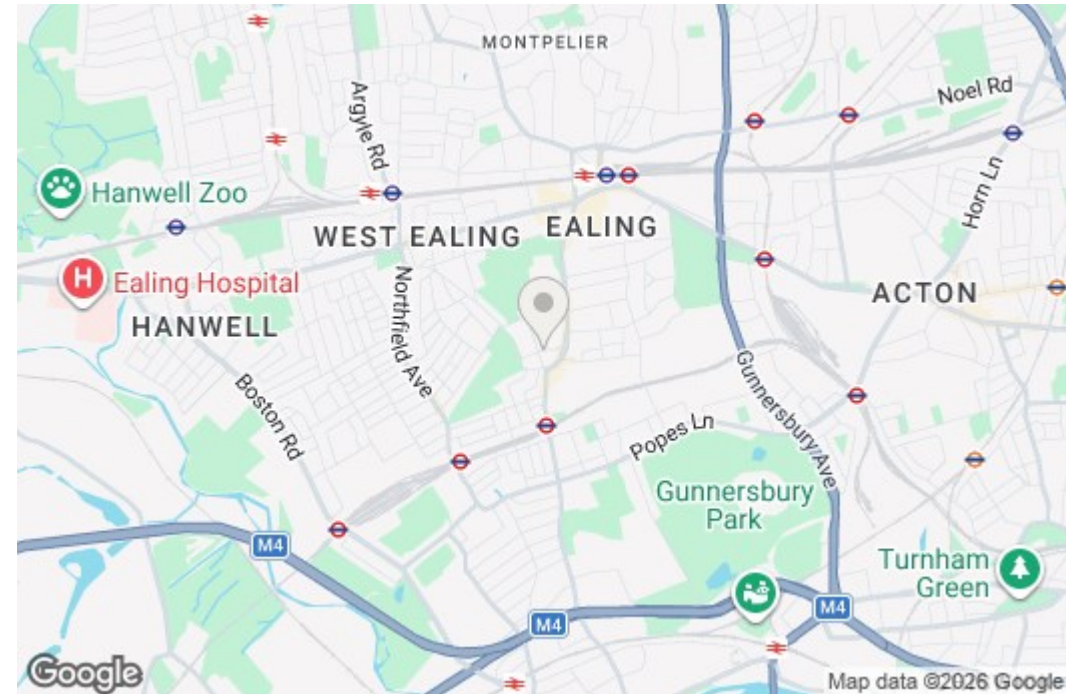 MONTPELIER
Noel Rd
Argyle Rd
Horn Ln
Hanwell Zoo
WEST EALING
EALING
H
Ealing Hospital
ACTON
HANWELL
Northfield Ave
Boston Rd
Gunnersbury Ave
Popes Ln
Gunnersbury
Park
M4
Turnham
Green
M4
M4
Google
Map data ©2026 Google